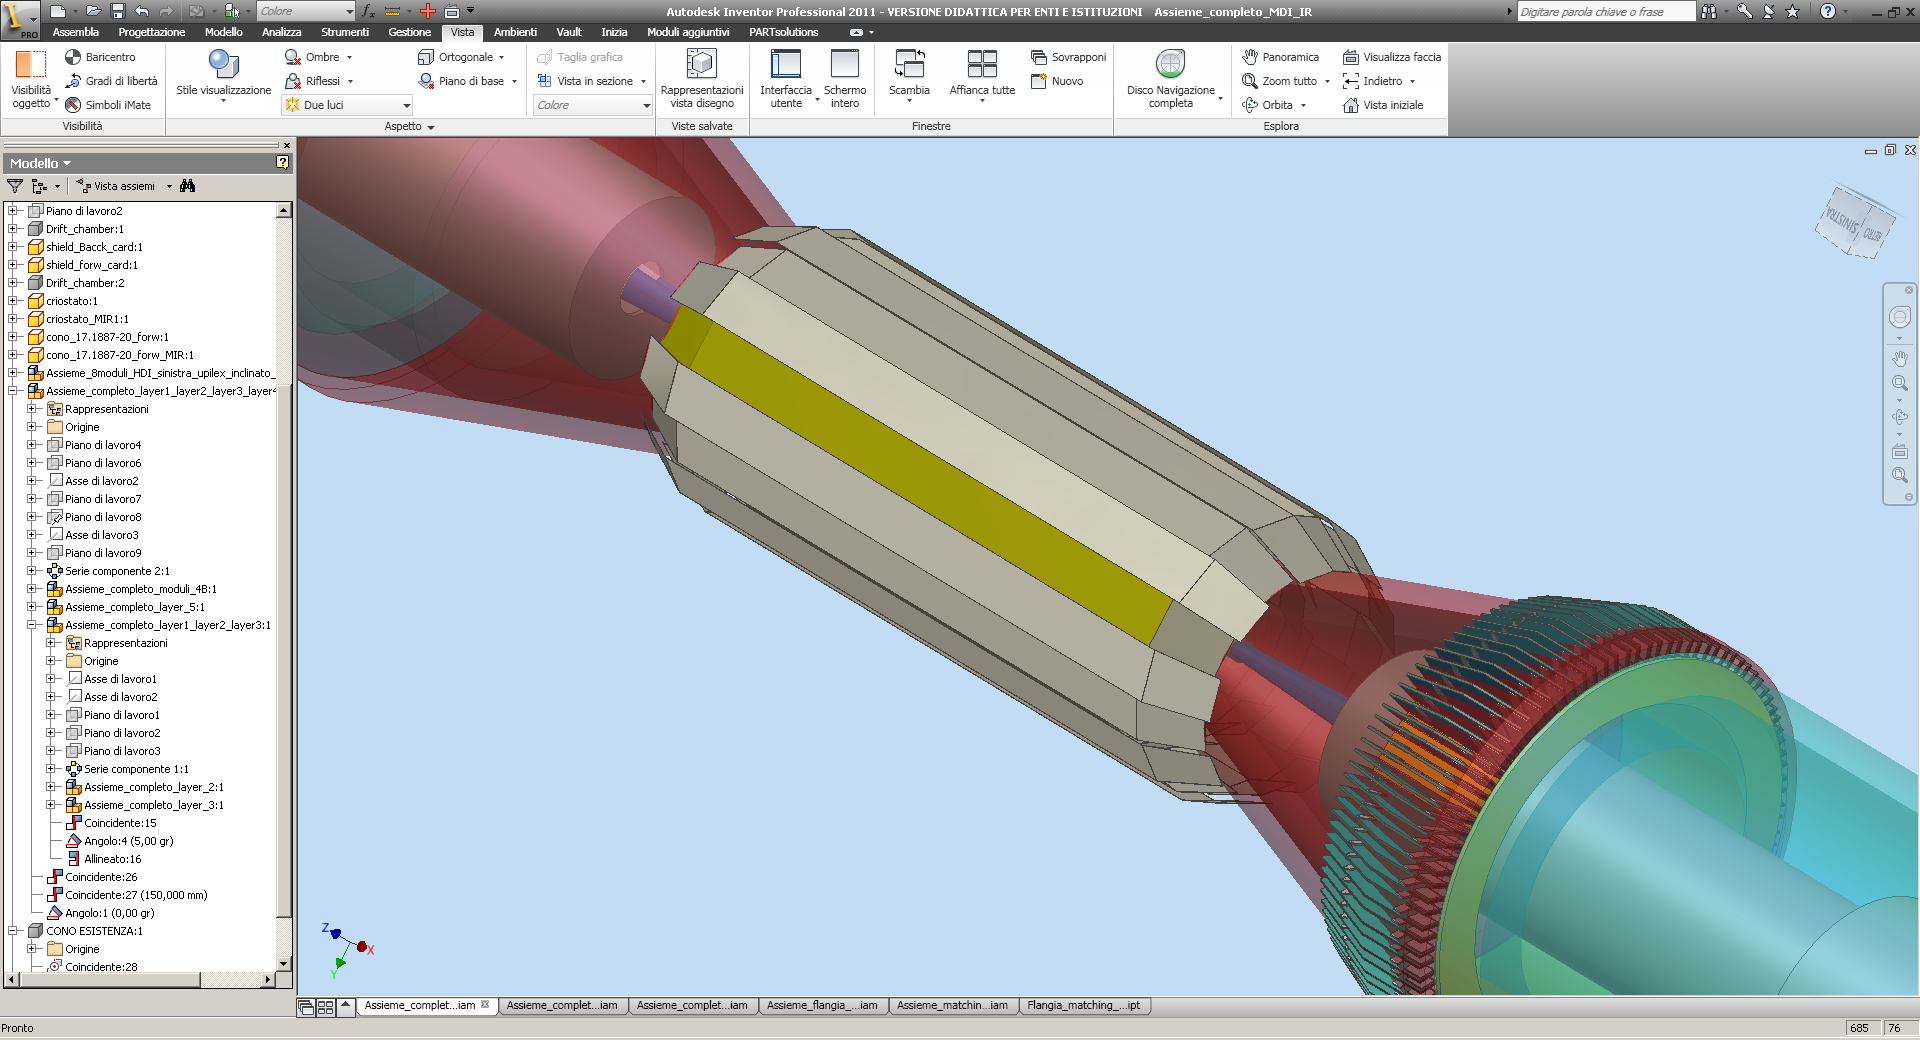 Autodesk Inventor Professional 2011 - VERSIONE DIDATTICA PER ENTI E ISTITUZIONI Assieme_completo_MDI_IR
Colore
Digitare parola chiave o frase
PRO
Assembla Progettazione Modello Analizza Strumenti Gestione Vista Ambienti Vault Inizia Moduli aggiuntivi PARTsolutions
Visibilità oggetto
Baricentro
Gradi di libertà
Simboli iMate
Visibilità
Stile visualizzazione
Ombre
Riflessi
Due luci
Ortogonale
Piano di base
Taglia grafica
Vista in sezione
Colore
Aspetto
Rappresentazioni vista disegno
Viste salvate
Interfaccia utente
Schermo intero
Scambia
Affianca tutte
Sovrapponi
Nuovo
Finestre
Disco Navigazione completa
Panoramica
Zoom tutto
Orbita
Visualizza faccia
Indietro
Vista iniziale
Esplora
Modello
Vista assiemi
Piano di lavoro2
Drift_chamber:1
shield_Bacck_card:1
shield_forw_card:1
Drift_chamber:2
criostato:1
criostato_MIR1:1
cono_17.1887-20_forw:1
cono_17.1887-20_forw_MIR:1
Assieme_8moduli_HDI_sinistra_upilex_inclinato_
Assieme_completo_layer1_layer2_layer3_layer4
Rappresentazioni
Origine
Piano di lavoro4
Piano di lavoro6
Asse di lavoro2
Piano di lavoro7
Piano di lavoro8
Asse di lavoro3
Piano di lavoro9
Serie componente 2:1
Assieme_completo_moduli_4B:1
Assieme_completo_layer_5:1
Assieme_completo_layer1_layer2_layer3:1
Rappresentazioni
Origine
Asse di lavoro1
Asse di lavoro2
Piano di lavoro1
Piano di lavoro2
Piano di lavoro3
Serie componente 1:1
Assieme_completo_layer_2:1
Assieme_completo_layer_3:1
Coincidente:15
Angolo:4 (5,00 gr)
Allineato:16
Coincidente:26
Coincidente:27 (150,000 mm)
Angolo:1 (0,00 gr)
CONO ESISTENZA:1
Origine
Coincidente:28
SINISTRA
RETRO
Z
X
Y
Assieme_complet...iam Assieme_complet...iam Assieme_complet...iam Assieme_flangia_...iam Assieme_matchin...iam Flangia_matching_...ipt
Pronto
685 76